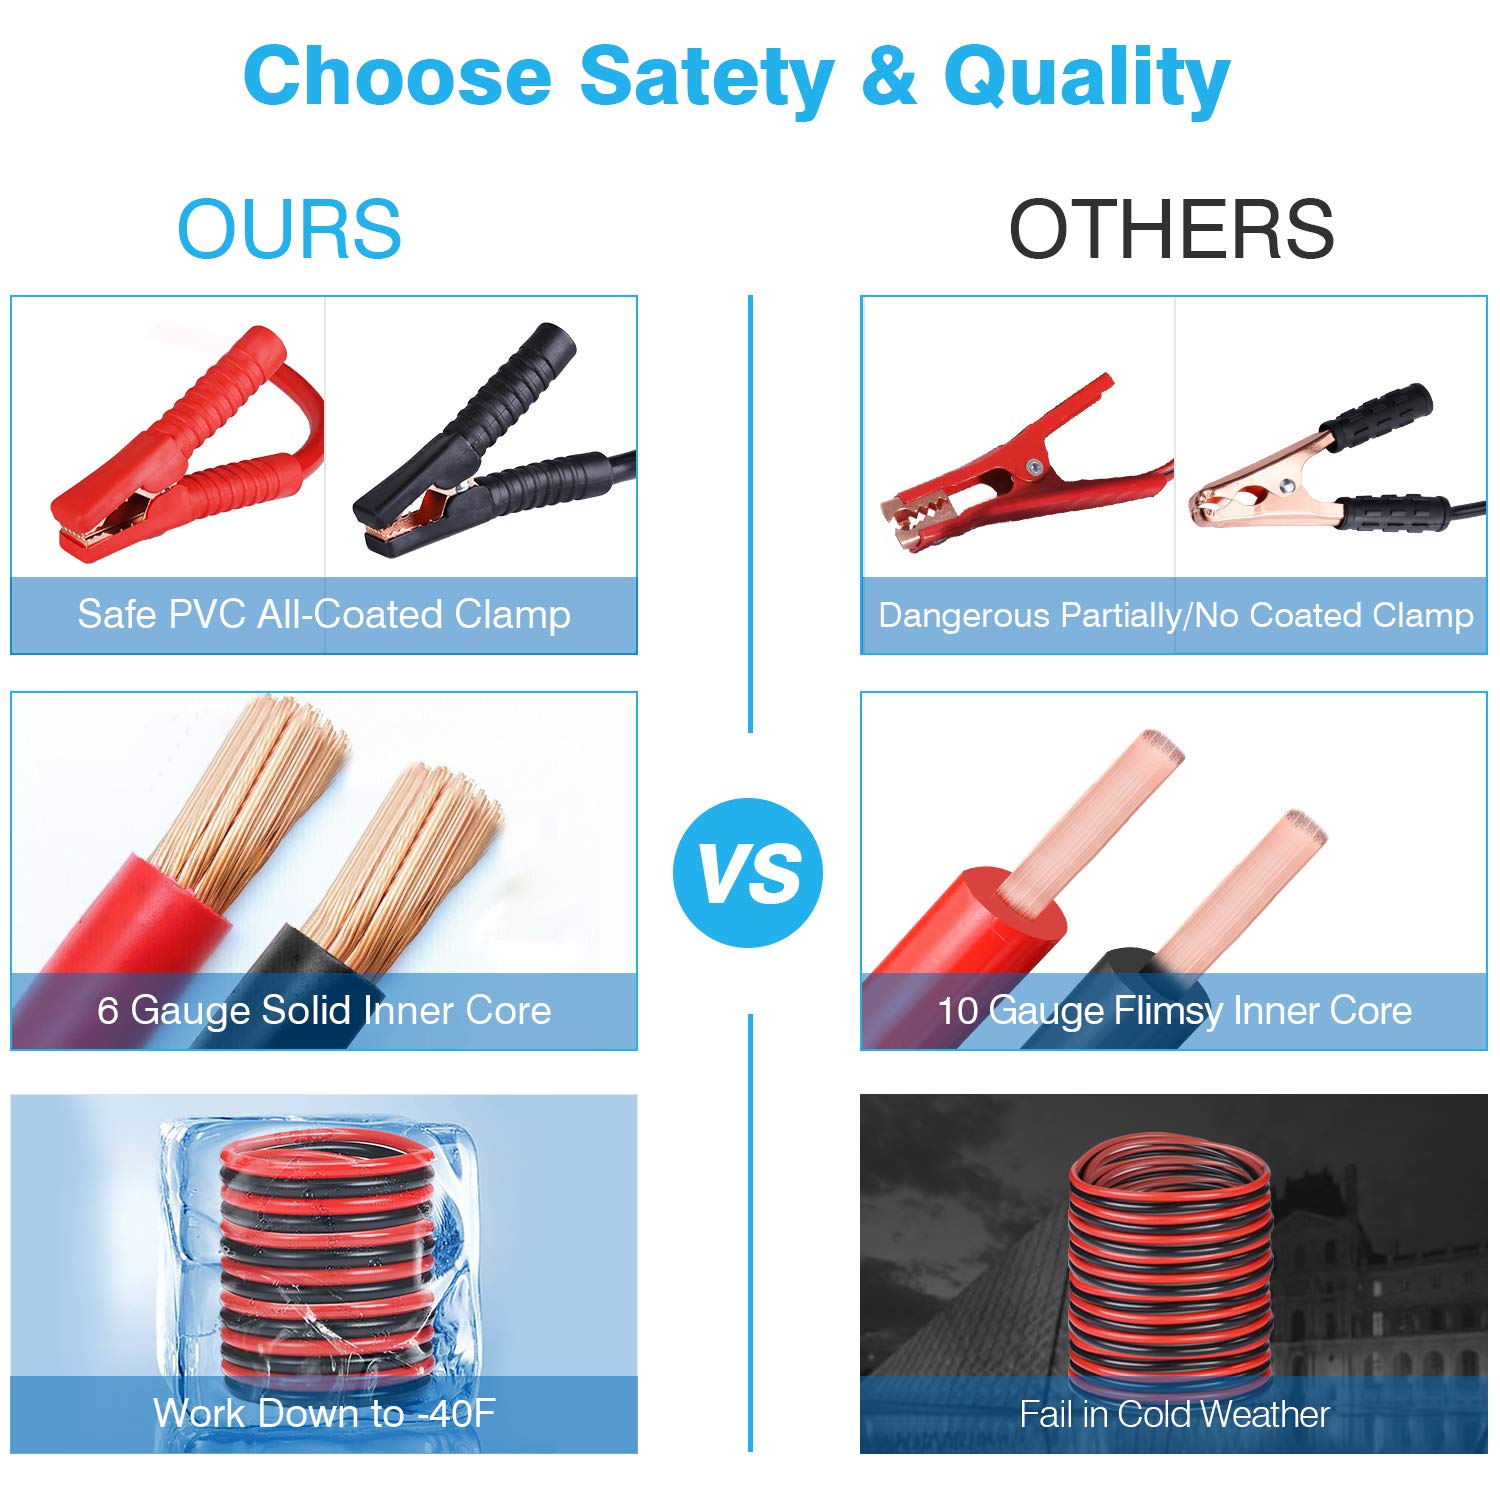 Choose Satety & Quality
OURS
OTHERS
Safe PVC All-Coated Clamp
Dangerous Partially/No Coated Clamp
VS
6 Gauge Solid Inner Core
10 Gauge Flimsy Inner Core
Work Down to -40F
Fail in Cold Weather